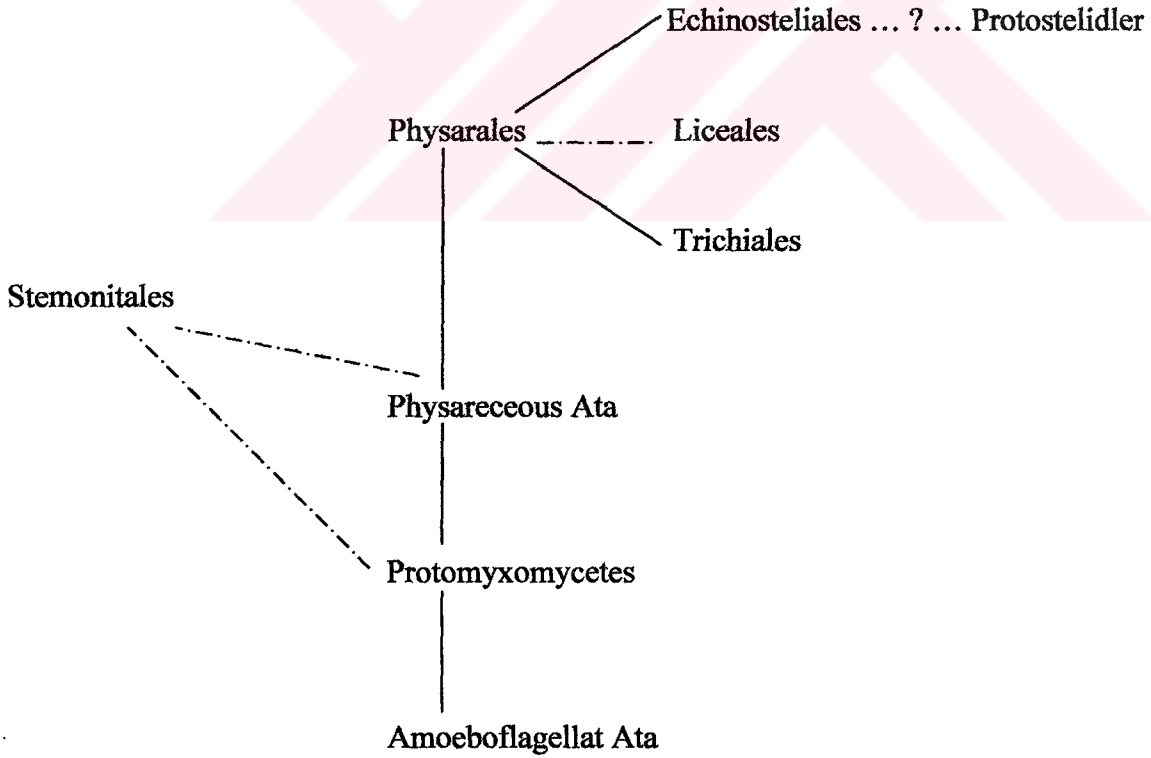 Echinosteliales ... ? ... Protostelidler
Physarales
Liceales
Trichiales
Stemonitales
Physareceous Ata
Protomyxomycetes
Amoeboflagellat Ata